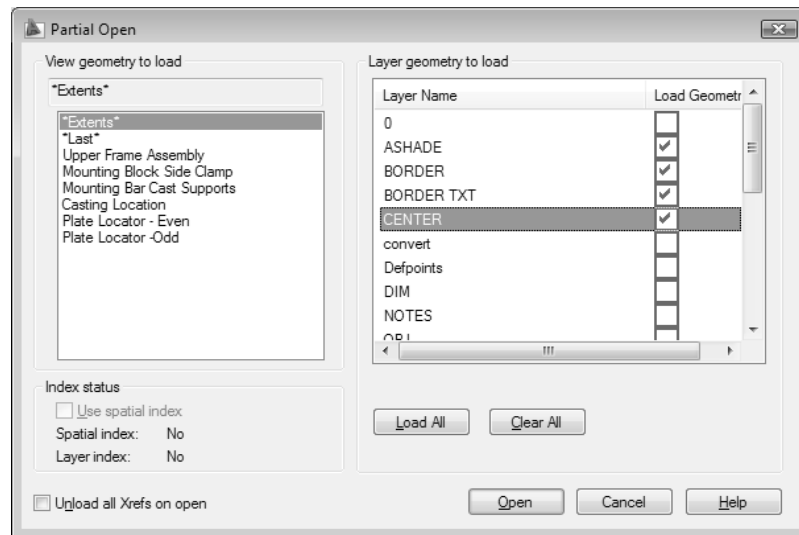 Partial Open
View geometry to load
*Extents*
*Extents*
*Last*
Upper Frame Assembly
Mounting Block Side Clamp
Mounting Bar Cast Supports
Casting Location
Plate Locator - Even
Plate Locator -Odd
Index status
Use spatial index
Spatial index: No
Layer index: No
Unload all Xrefs on open
Layer geometry to load
Layer Name Load Geometr
0
ASHADE
BORDER
BORDER TXT
CENTER
convert
Defpoints
DIM
NOTES
Load All Clear All
Open Cancel Help